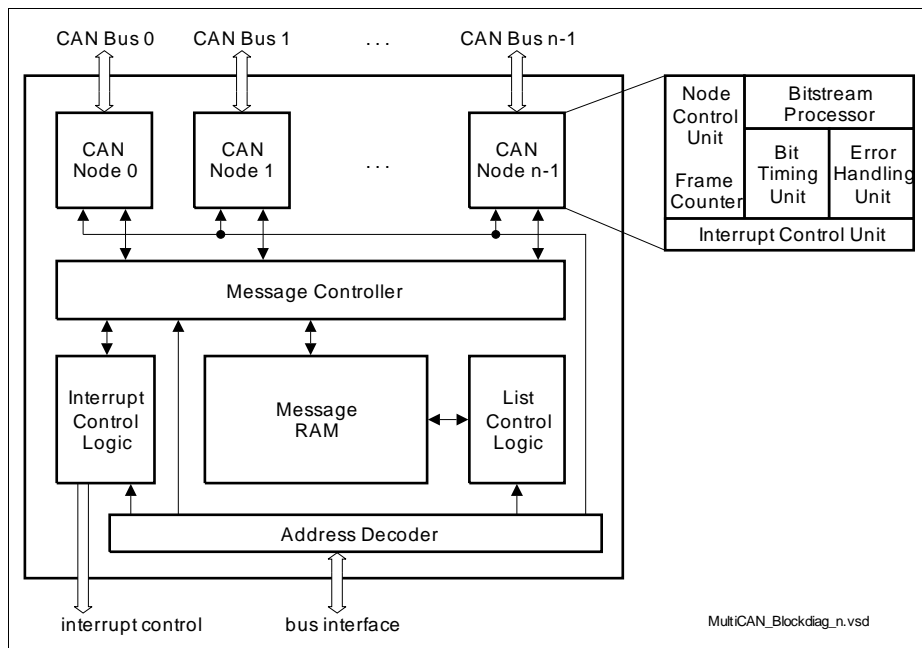 CAN Bus 0
CAN Bus 1
. . .
CAN Bus n-1
CAN
Node 0
CAN
Node 1
. . .
CAN
Node n-1
Node
Control
Unit
Frame
Counter
Bitstream
Processor
Bit
Timing
Unit
Error
Handling
Unit
Interrupt Control Unit
Message Controller
Interrupt
Control
Logic
Message
RAM
List
Control
Logic
Address Decoder
interrupt control
bus interface
MultiCAN_Blockdiag_n.vsd